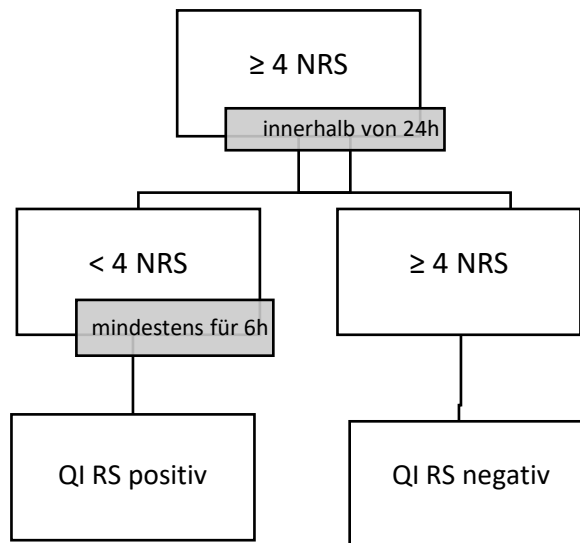 ≥ 4 NRS
innerhalb von 24h
< 4 NRS
≥ 4 NRS
mindestens für 6h
QI RS positiv
QI RS negativ